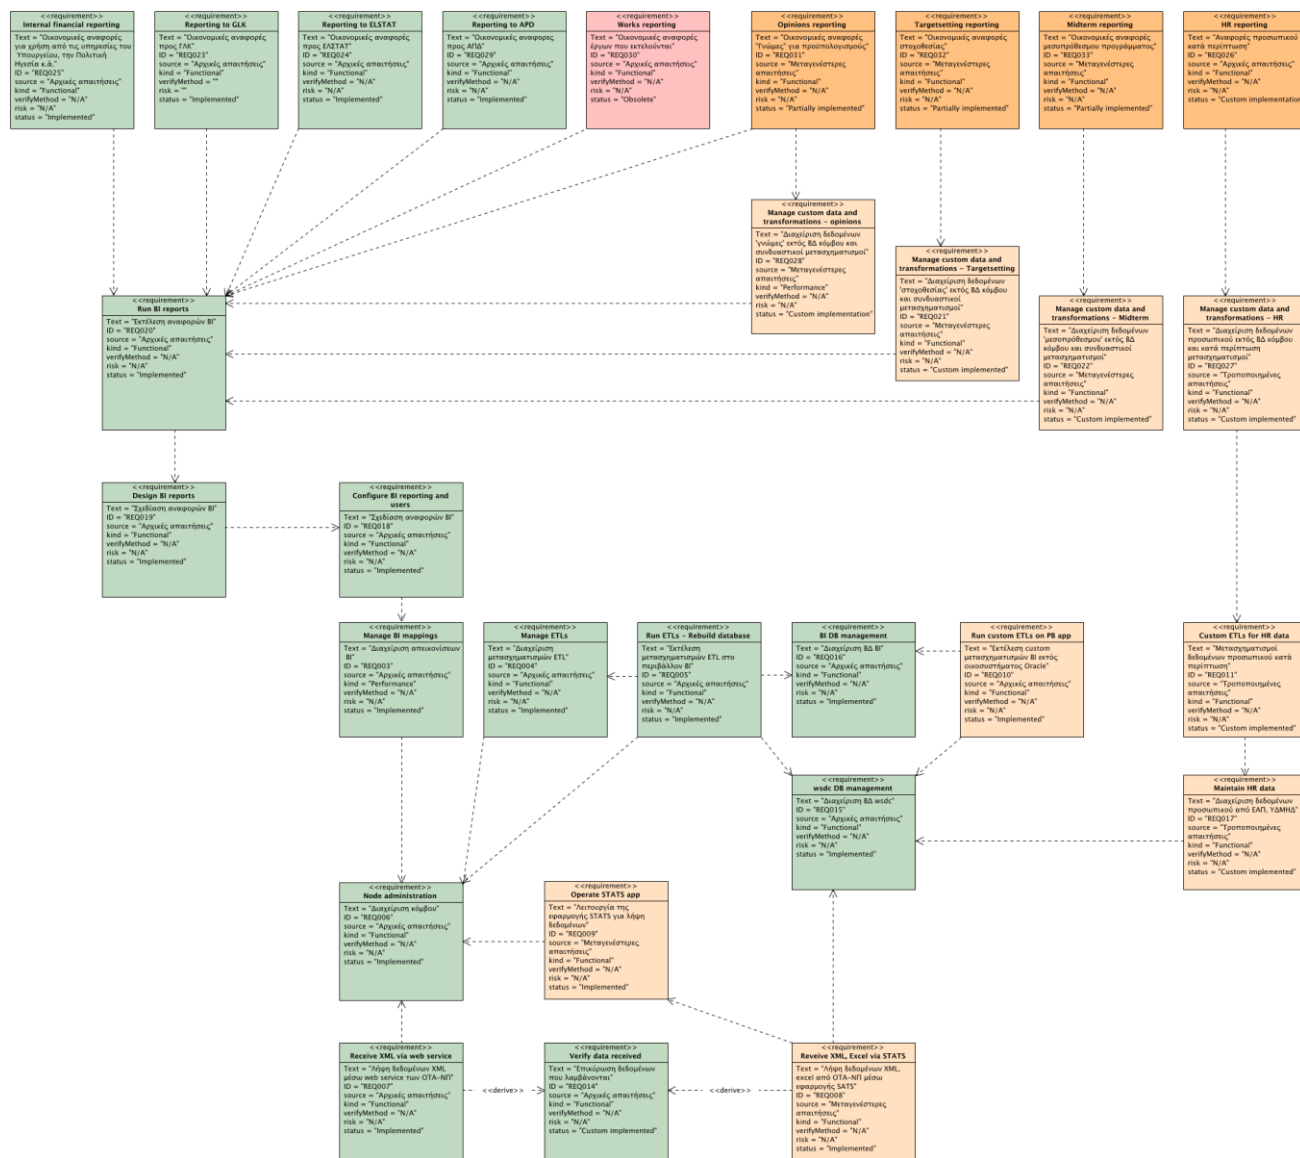 Internal financial reporting
Text = "Οικονομικές αναφορές
για χρήση από τις υπηρεσίες του
Υπουργείου, την Πολιτική
Ηγεσία κ.ά."
ID = "REQ025"
source = "Αρχικές απαιτήσεις"
kind = "Functional"
verifyMethod = "N/A"
risk = "N/A"
status = "Implemented"
<<requirement>>
Reporting to GLK
Text = "Οικονομικές αναφορές
προς ΓΛΚ"
ID = "REQ023"
source = "Αρχικές απαιτήσεις"
kind = "Functional"
verifyMethod = ""
risk = ""
status = "Implemented"
<<requirement>>
Reporting to ELSTAT
Text = "Οικονομικές αναφορές
προς ΕΛΣΤΑΤ"
ID = "REQ024"
source = "Αρχικές απαιτήσεις"
kind = "Functional"
verifyMethod = "N/A"
risk = "N/A"
status = "Implemented"
<<requirement>>
Reporting to APD
Text = "Οικονομικές αναφορες
προς ΑΠΔ"
ID = "REQ029"
source = "Αρχικές απαιτήσεις"
kind = "Functional"
verifyMethod = "N/A"
risk = "N/A"
status = "Implemented"
<<requirement>>
Works reporting
Text = "Οικονομικές αναφορές
έργων που εκτελούνται"
ID = "REQ030"
source = "Αρχικές απαιτήσεις"
kind = "Functional"
verifyMethod = "N/A"
risk = "N/A"
status = "Obsolete"
<<requirement>>
Opinions reporting
Text = "Οικονομικές αναφορές
"Γνώμες" για προϋπολογισμούς"
ID = "REQ031"
source = "Μεταγενέστερες
απαιτήσεις"
kind = "Functional"
verifyMethod = "N/A"
risk = "N/A"
status = "Partially implemented"
<<requirement>>
Targetsetting reporting
Text = "Οικονομικές αναφορές
στοχοθεσίας"
ID = "REQ032"
source = "Μεταγενέστερες
απαιτήσεις"
kind = "Functional"
verifyMethod = "N/A"
risk = "N/A"
status = "Partially implemented"
<<requirement>>
Midterm reporting
Text = "Οικονομικές αναφορές
μεσοπρόθεσμου προγράμματος"
ID = "REQ033"
source = "Μεταγενέστερες
απαιτήσεις"
kind = "Functional"
verifyMethod = "N/A"
risk = "N/A"
status = "Partially implemented"
<<requirement>>
HR reporting
Text = "Αναφορές προσωπικού
κατά περίπτωση"
ID = "REQ026"
source = "Αρχικές απαιτήσεις"
kind = "Functional"
verifyMethod = "N/A"
risk = "N/A"
status = "Custom implementation
<<requirement>>
Manage custom data and
transformations - opinions
Text = "Διαχείριση δεδομένων
'γνώμες' εκτός ΒΔ κόμβου και
συνδυαστικοί μετασχηματισμοί"
ID = "REQ028"
source = "Μεταγενέστερες
απαιτήσεις"
kind = "Performance"
verifyMethod = "N/A"
risk = "N/A"
status = "Custom implementation"
<<requirement>>
Manage custom data and
transformations - Targetsetting
Text = "Διαχείριση δεδομένων
'στοχοθεσίας' εκτός ΒΔ κόμβου
και συνδυαστικοί
μετασχηματισμοί"
ID = "REQ021"
source = "Μεταγενέστερες
απαιτήσεις"
kind = "Functional"
verifyMethod = "N/A"
risk = "N/A"
status = "Custom implemented"
<<requirement>>
Run BI reports
Text = "Εκτέλεση αναφορών BI"
ID = "REQ020"
source = "Αρχικές απαιτήσεις"
kind = "Functional"
verifyMethod = "N/A"
risk = "N/A"
status = "Implemented"
<<requirement>>
Manage custom data and
transformations - Midterm
Text = "Διαχείριση δεδομένων
'μεσοπρόθεσμου' εκτός ΒΔ
κόμβου και συνδυαστικοί
μετασχηματισμοί"
ID = "REQ022"
source = "Μεταγενέστερες
απαιτήσεις"
kind = "Functional"
verifyMethod = "N/A"
risk = "N/A"
status = "Custom implemented"
<<requirement>>
Manage custom data and
transformations - HR
Text = "Διαχείριση δεδομένων
προσωπικού εκτός ΒΔ κόμβου
και κατά περίπτωση
μετασχηματισμοί"
ID = "REQ027"
source = "Τροποποιημένες
απαιτήσεις"
kind = "Functional"
verifyMethod = "N/A"
risk = "N/A"
status = "Custom implemented"
<<requirement>>
Design BI reports
Text = "Σχεδίαση αναφορών BI"
ID = "REQ019"
source = "Αρχικές απαιτήσεις"
kind = "Functional"
verifyMethod = "N/A"
risk = "N/A"
status = "Implemented"
<<requirement>>
Configure BI reporting and
users
Text = "Σχεδίαση αναφορών BI"
ID = "REQ018"
source = "Αρχικές απαιτήσεις"
kind = "Functional"
verifyMethod = "N/A"
risk = "N/A"
status = "Implemented"
<<requirement>>
Manage BI mappings
Text = "Διαχείριση απεικονίσεων
BI"
ID = "REQ003"
source = "Αρχικές απαιτήσεις"
kind = "Performance"
verifyMethod = "N/A"
risk = "N/A"
status = "Implemented"
<<requirement>>
Manage ETLs
Text = "Διαχείριση
μετασχηματισμών ETL"
ID = "REQ004"
source = "Αρχικές απαιτήσεις"
kind = "Functional"
verifyMethod = "N/A"
risk = "N/A"
status = "Implemented"
<<requirement>>
Run ETLs - Rebuild database
Text = "Εκτέλεση
μετασχηματισμών ETL στο
περιβάλλον BI"
ID = "REQ005"
source = "Αρχικές απαιτήσεις"
kind = "Functional"
verifyMethod = "N/A"
risk = "N/A"
status = "Implemented"
<<requirement>>
BI DB management
Text = "Διαχείριση ΒΔ BI"
ID = "REQ016"
source = "Αρχικές απαιτήσεις"
kind = "Functional"
verifyMethod = "N/A"
risk = "N/A"
status = "Implemented"
<<requirement>>
Run custom ETLs on PB app
Text = "Εκτέλεση custom
μετασχηματισμών BI εκτός
οικοσυστήματος Oracle"
ID = "REQ010"
source = "Αρχικές απαιτήσεις"
kind = "Functional"
verifyMethod = "N/A"
risk = "N/A"
status = "Implemented"
<<requirement>>
Custom ETLs for HR data
Text = "Μετασχηματισμοί
δεδομένων προσωπικού κατά
περίπτωση"
ID = "REQ011"
source = "Τροποποιημένες
απαιτήσεις"
kind = "Functional"
verifyMethod = "N/A"
risk = "N/A"
status = "Custom implemented"
<<requirement>>
wsdc DB management
Text = "Διαχείριση ΒΔ wsdc"
ID = "REQ015"
source = "Αρχικές απαιτήσεις"
kind = "Functional"
verifyMethod = "N/A"
risk = "N/A"
status = "Implemented"
<<requirement>>
Maintain HR data
Text = "Διαχείριση δεδομένων
προσωπικού από ΕΑΠ, ΥΔΜΗΔ"
ID = "REQ017"
source = "Τροποποιημένες
απαιτήσεις"
kind = "Functional"
verifyMethod = "N/A"
risk = "N/A"
status = "Custom implemented"
<<requirement>>
Node administration
Text = "Διαχείριση κόμβου"
ID = "REQ006"
source = "Αρχικές απαιτήσεις"
kind = "Functional"
verifyMethod = "N/A"
risk = "N/A"
status = "Implemented"
<<requirement>>
Operate STATS app
Text = "Λειτουργία της
εφαρμογής STATS για λήψη
δεδομένων"
ID = "REQ009"
source = "Μεταγενέστερες
απαιτήσεις"
kind = "Functional"
verifyMethod = "N/A"
risk = "N/A"
status = "Implemented"
<<requirement>>
Receive XML via web service
Text = "Λήψη δεδομένων XML
μέσω web service των ΟΤΑ-ΝΠ"
ID = "REQ007"
source = "Αρχικές απαιτήσεις"
kind = "Functional"
verifyMethod = "N/A"
risk = "N/A"
status = "Implemented"
<<derive>>
<<requirement>>
Verify data received
Text = "Επικύρωση δεδομένων
που λαμβάνονται"
ID = "REQ014"
source = "Αρχικές απαιτήσεις"
kind = "Functional"
verifyMethod = "N/A"
risk = "N/A"
status = "Custom implemented"
<<derive>>
<<requirement>>
Reveive XML, Excel via STATS
Text = "Λήψη δεδομένων XML,
excel από ΟΤΑ-ΝΠ μέσω
εφαρμογής SATS"
ID = "REQ008"
source = "Μεταγενέστερες
απαιτήσεις"
kind = "Functional"
verifyMethod = "N/A"
risk = "N/A"
status = "Implemented"